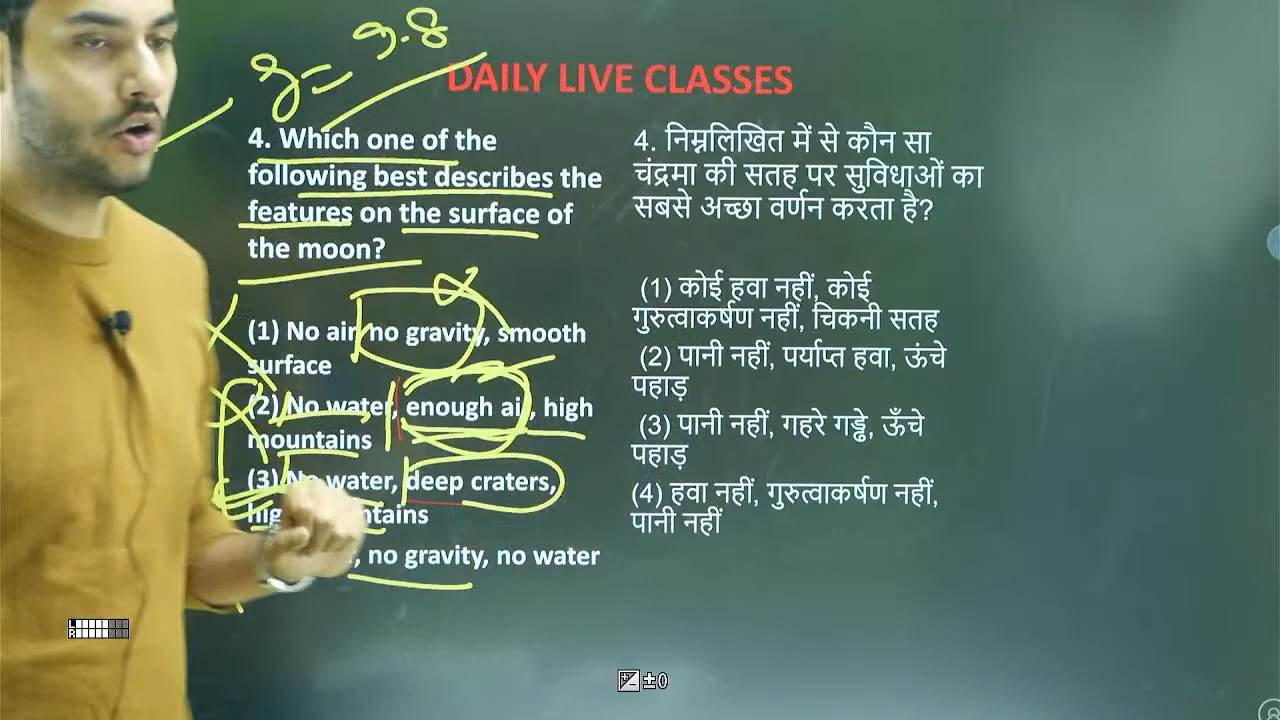 g = 9.8
DAILY LIVE CLASSES
4. Which one of the
following best describes the
features on the surface of
the moon?
(1) No air, no gravity, smooth
surface
(2) No water, enough air, high
mountains
(3) No water, deep craters,
high mountains
, no gravity, no water
4. निम्नलिखित में से कौन सा
चंद्रमा की सतह पर सुविधाओं का
सबसे अच्छा वर्णन करता है?
(1) कोई हवा नहीं, कोई
गुरुत्वाकर्षण नहीं, चिकनी सतह
(2) पानी नहीं, पर्याप्त हवा, ऊंचे
पहाड़
(3) पानी नहीं, गहरे गड्ढे, ऊँचे
पहाड़
(4) हवा नहीं, गुरुत्वाकर्षण नहीं,
पानी नहीं
L
R
±0